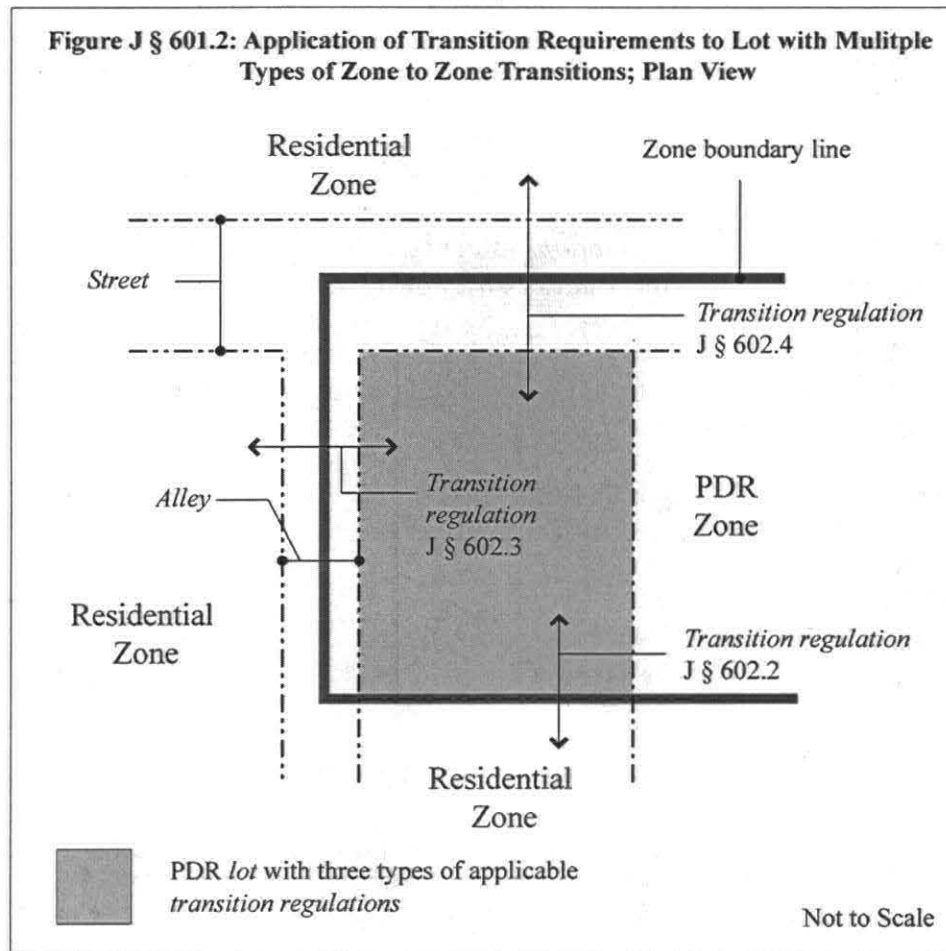 Figure J § 601.2: Application of Transition Requirements to Lot with Mulitple
Types of Zone to Zone Transitions; Plan View
Residential
Zone
Zone boundary line
Street
Transition regulation
J § 602.4
Alley
Transition
regulation
J § 602.3
PDR
Zone
Residential
Zone
Transition regulation
J § 602.2
Residential
Zone
PDR lot with three types of applicable
transition regulations
Not to Scale